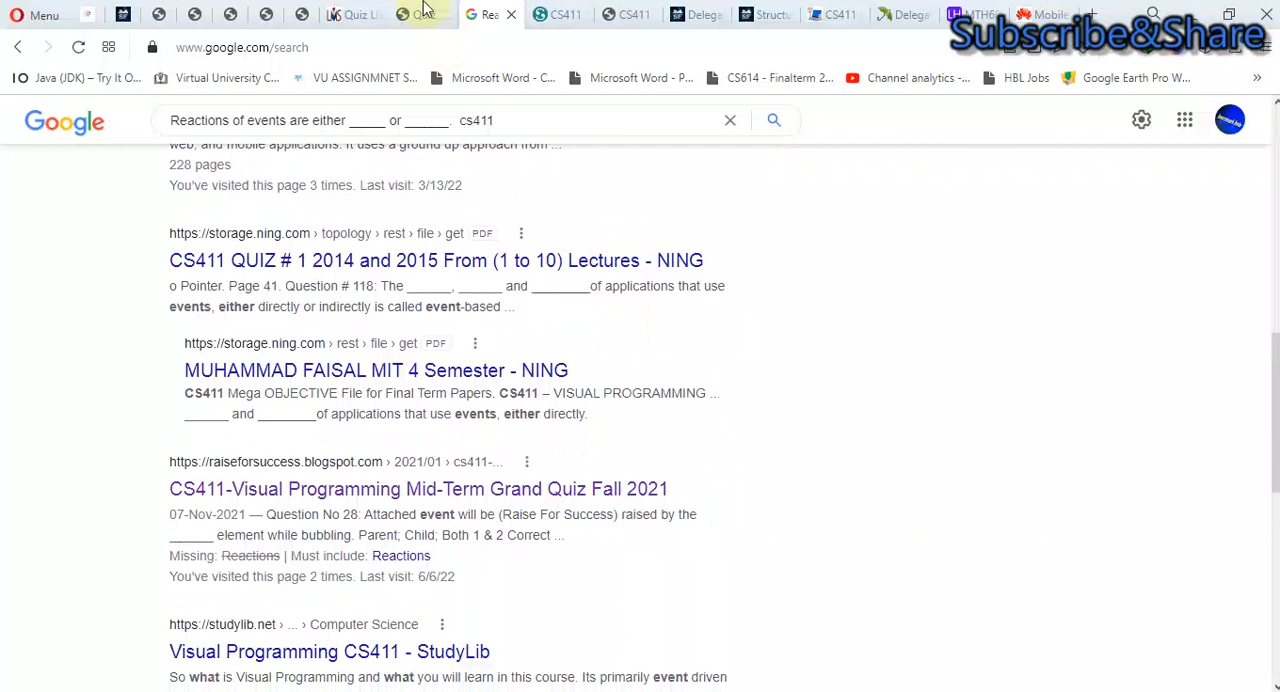 Menu
Quiz Li
Rea
CS411
CS411
Delega
Structu
CS411
Delega
MTH60
Mobile
Subscribe&Share
www.google.com/search
Java (JDK) – Try It O...
Virtual University C...
VU ASSIGNMNET S...
Microsoft Word - C...
Microsoft Word - P...
CS614 - Finalterm 2...
Channel analytics -...
HBL Jobs
Google Earth Pro W...
»
Google
Reactions of events are either _____ or ______. cs411
web, and mobile applications. It uses a ground up approach from ...
228 pages
You've visited this page 3 times. Last visit: 3/13/22
https://storage.ning.com › topology › rest › file › get PDF
CS411 QUIZ # 1 2014 and 2015 From (1 to 10) Lectures - NING
o Pointer. Page 41. Question # 118: The ______, ______ and ________of applications that use
events, either directly or indirectly is called event-based ...
https://storage.ning.com › rest › file › get PDF
MUHAMMAD FAISAL MIT 4 Semester - NING
CS411 Mega OBJECTIVE File for Final Term Papers. CS411 – VISUAL PROGRAMMING ...
______ and ________of applications that use events, either directly.
https://raiseforsuccess.blogspot.com › 2021/01 › cs411-...
CS411-Visual Programming Mid-Term Grand Quiz Fall 2021
07-Nov-2021 — Question No 28: Attached event will be (Raise For Success) raised by the
______ element while bubbling. Parent; Child; Both 1 & 2 Correct ...
Missing: Reactions | Must include: Reactions
You've visited this page 2 times. Last visit: 6/6/22
https://studylib.net › ... › Computer Science
Visual Programming CS411 - StudyLib
So what is Visual Programming and what you will learn in this course. Its primarily event driven